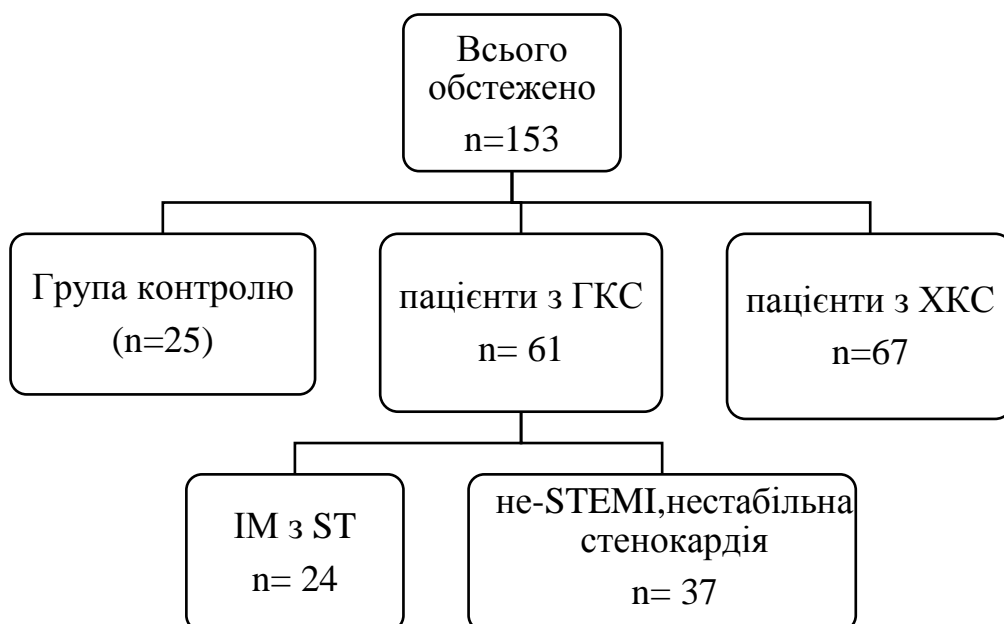 Всього
обстежено
n=153
Група контролю
(n=25)
пацієнти з ГКС
n= 61
пацієнти з ХКС
n=67
ІМ з ST
n= 24
не-STEMI,нестабільна
стенокардія
n= 37